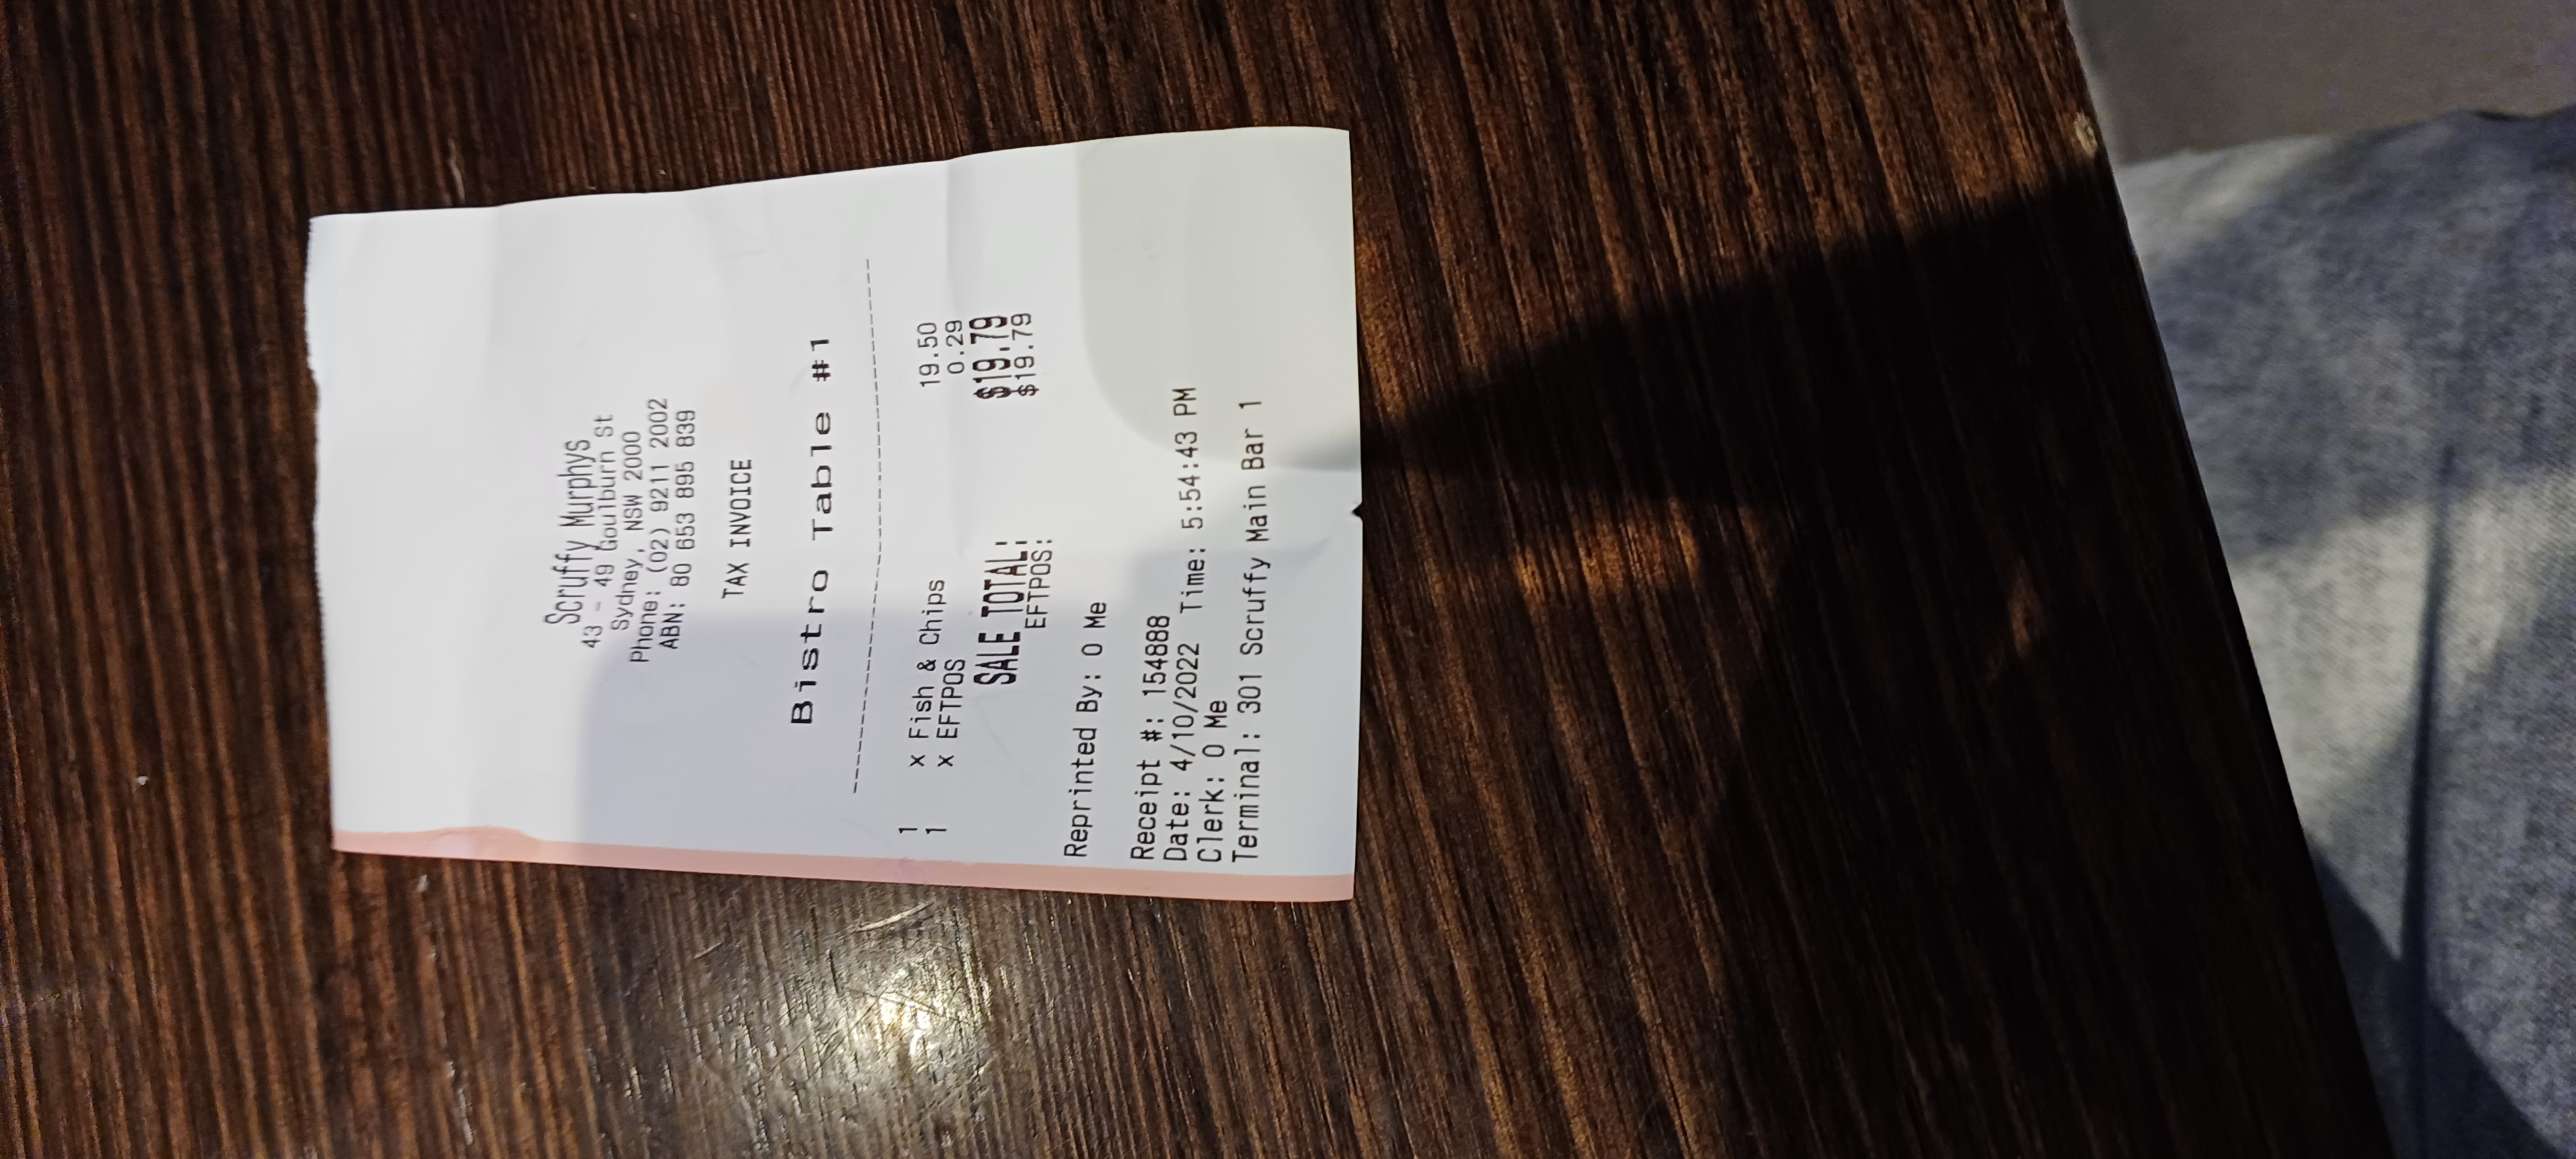 Scruffy Murphys
43 - 49 Goulburn St
Sydney, NSW 2000
Phone: (02) 9211 2002
ABN: 80 653 895 839
TAX INVOICE
Bistro Table #1
1 x Fish & Chips 19.50
1 x EFTPOS 0.29
SALE TOTAL: $19.79
EFTPOS: $19.79
Reprinted By: 0 Me
Receipt #: 154888
Date: 4/10/2022 Time: 5:54:43 PM
Clerk: 0 Me
Terminal: 301 Scruffy Main Bar 1